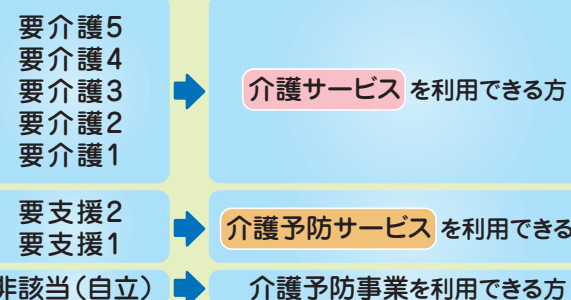 要介護5
要介護4
要介護3
要介護2
要介護1
介護サービス を利用できる方
要支援2
要支援1
介護予防サービス を利用できる
非該当(自立)
介護予防事業を利用できる方